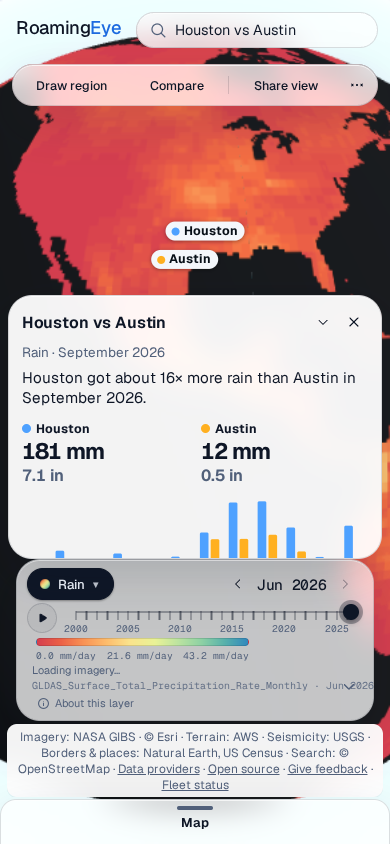 RoamingEye
Houston vs Austin
Draw region Compare Share view ···
Houston
Austin
Houston vs Austin
Rain · September 2026
Houston got about 16× more rain than Austin in
September 2026.
Houston Austin
181 mm 12 mm
7.1 in 0.5 in
Rain ▾ Jun 2026
2000 2005 2010 2015 2020 2025
0.0 mm/day 21.6 mm/day 43.2 mm/day
Loading imagery…
GLDAS_Surface_Total_Precipitation_Rate_Monthly · Jun 2026
About this layer
Imagery: NASA GIBS · © Esri · Terrain: AWS · Seismicity: USGS ·
Borders & places: Natural Earth, US Census · Search: ©
OpenStreetMap · Data providers · Open source · Give feedback ·
Fleet status
Map